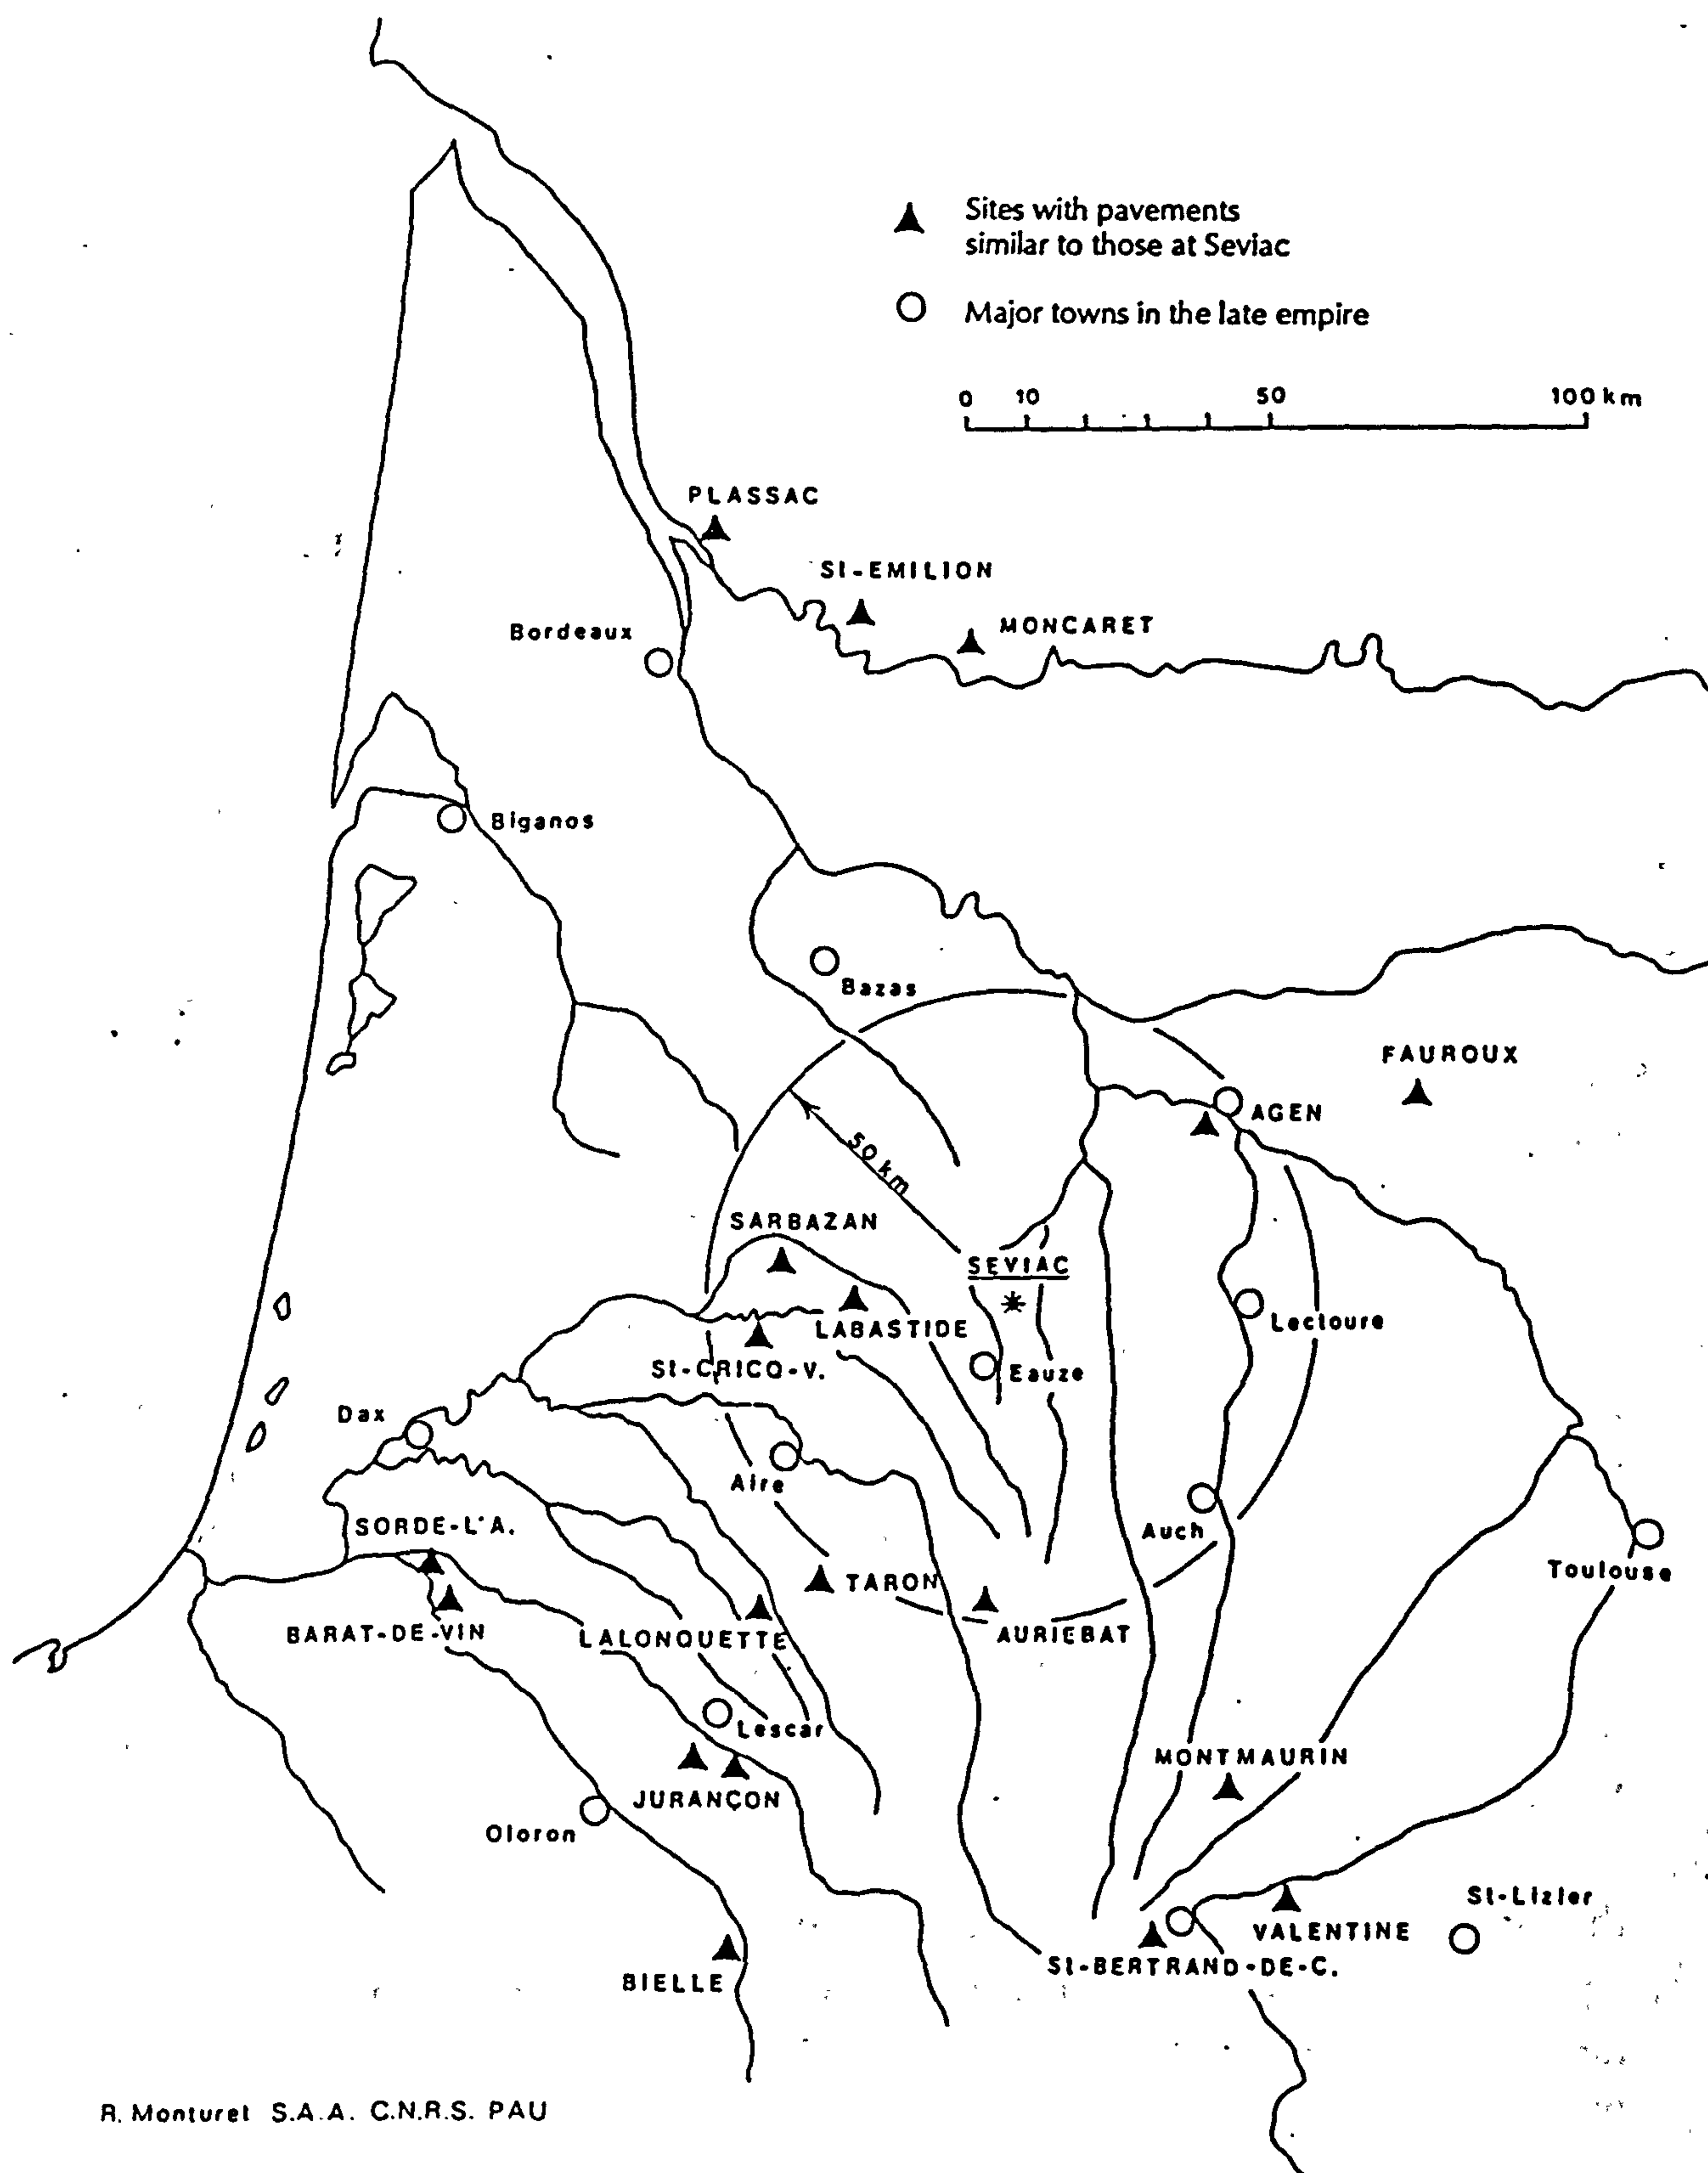 Sites with pavements
similar to those at Seviac
Major towns in the late empire
0 10 50 100 km
PLASSAC
St-EMILION
MONCARET
Bordeaux
Biganos
Bazas
FAUROUX
AGEN
50 km
SARBAZAN
SEVIAC
Lectoure
LABASTIDE
St-CRICQ-V.
Eauze
Dax
Aire
Auch
SORDE-L'A.
Toulouse
TARON
BARAT-DE-VIN
LALONQUETTE
AURIEBAT
Lescar
MONTMAURIN
JURANÇON
Oloron
St-Lizier
VALENTINE
St-BERTRAND-DE-C.
BIELLE
R. Monturet S.A.A. C.N.R.S. PAU